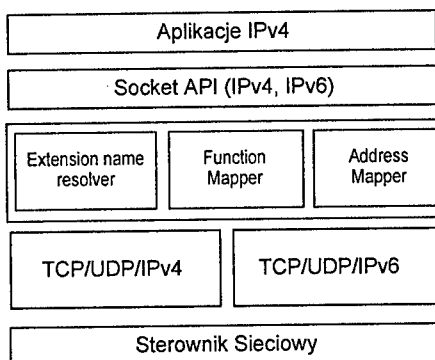 Aplikacje IPv4
Socket API (IPv4, IPv6)
Extension name
resolver
Function
Mapper
Address
Mapper
TCP/UDP/IPv4
TCP/UDP/IPv6
Sterownik Sieciowy